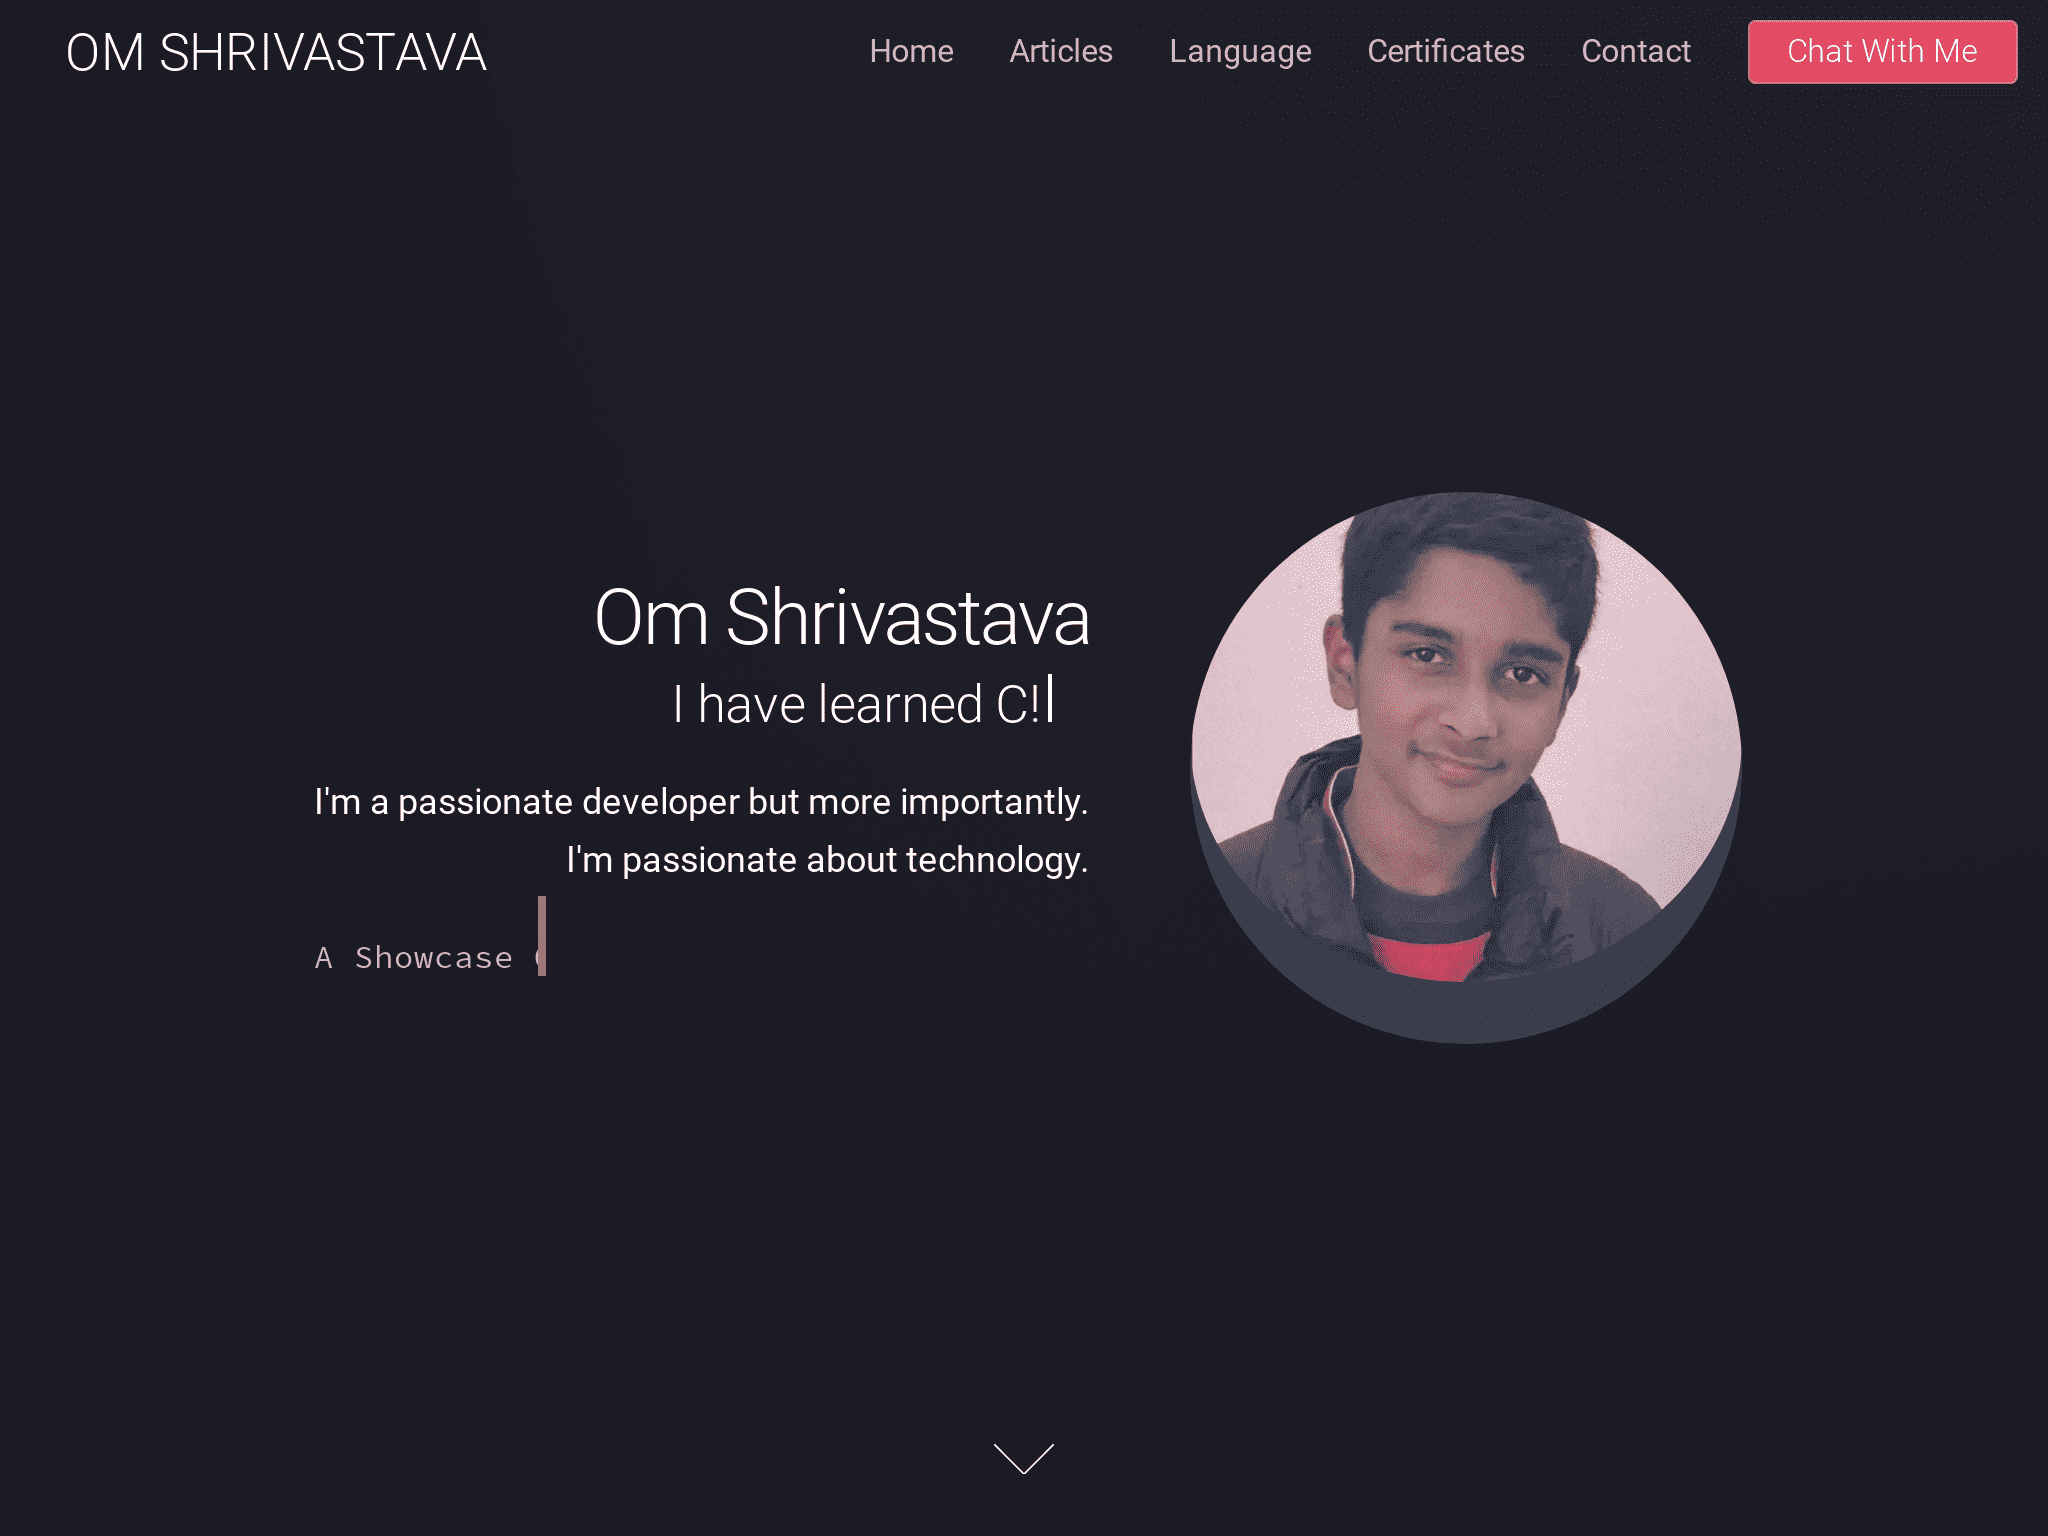 OM SHRIVASTAVA
Home Articles Language Certificates Contact Chat With Me
Om Shrivastava
I have learned C!
I'm a passionate developer but more importantly.
I'm passionate about technology.
A Showcase